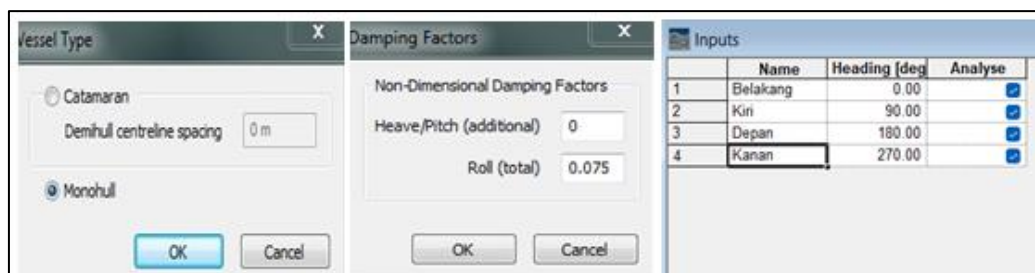 Vessel Type
X
Catamaran
Demihull centreline spacing 0 m
Monohull
OK Cancel
Damping Factors
x
Non-Dimensional Damping Factors
Heave/Pitch (additional) 0
Roll (total) 0.075
OK Cancel
Inputs
Name Heading [deg Analyse
1 Belakang 0.00
2 Kiri 90.00
3 Depan 180.00
4 Kanan 270.00